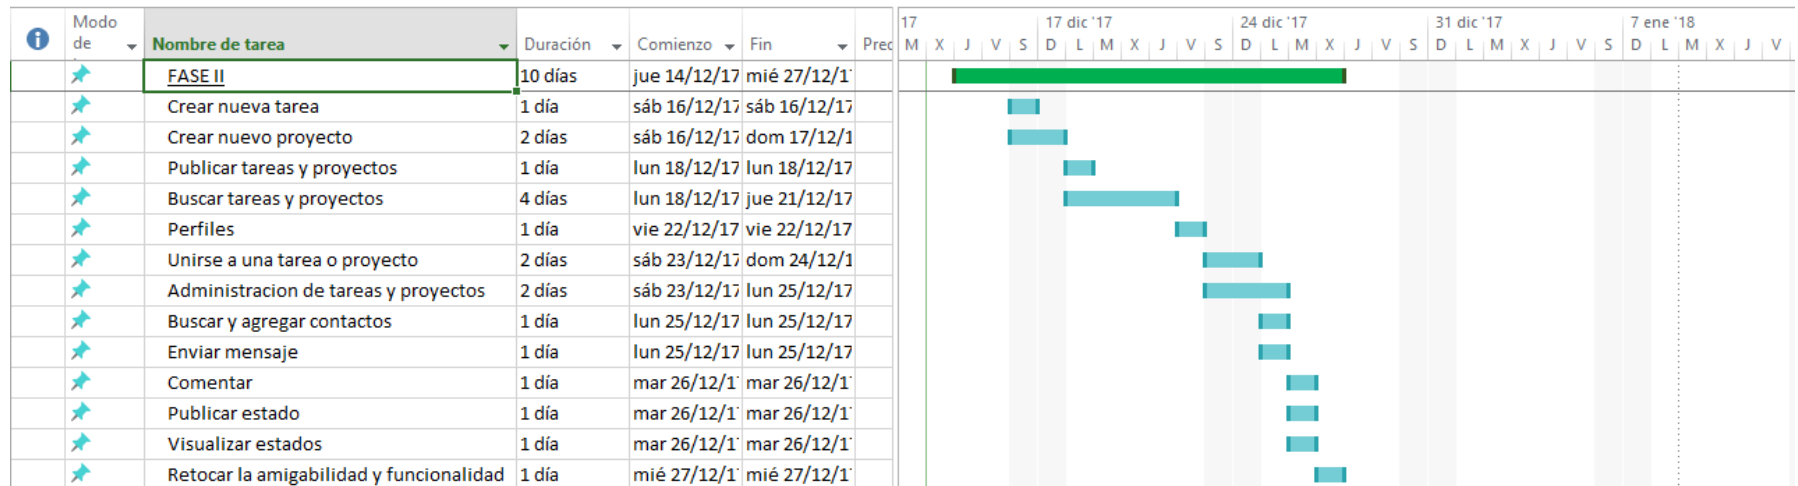 17 17 dic '17 24 dic '17 31 dic '17 7 ene '18
Modo de Nombre de tarea Duración Comienzo Fin Prec M X J V S D L M X J V S D L M X J V S D L M X J V S D L M X J V
FASE II 10 días jue 14/12/17 mié 27/12/1
Crear nueva tarea 1 día sáb 16/12/17 sáb 16/12/17
Crear nuevo proyecto 2 días sáb 16/12/17 dom 17/12/1
Publicar tareas y proyectos 1 día lun 18/12/17 lun 18/12/17
Buscar tareas y proyectos 4 días lun 18/12/17 jue 21/12/17
Perfiles 1 día vie 22/12/17 vie 22/12/17
Unirse a una tarea o proyecto 2 días sáb 23/12/17 dom 24/12/1
Administracion de tareas y proyectos 2 días sáb 23/12/17 lun 25/12/17
Buscar y agregar contactos 1 día lun 25/12/17 lun 25/12/17
Enviar mensaje 1 día lun 25/12/17 lun 25/12/17
Comentar 1 día mar 26/12/1 mar 26/12/1
Publicar estado 1 día mar 26/12/1 mar 26/12/1
Visualizar estados 1 día mar 26/12/1 mar 26/12/1
Retocar la amigabilidad y funcionalidad 1 día mié 27/12/1 mié 27/12/1